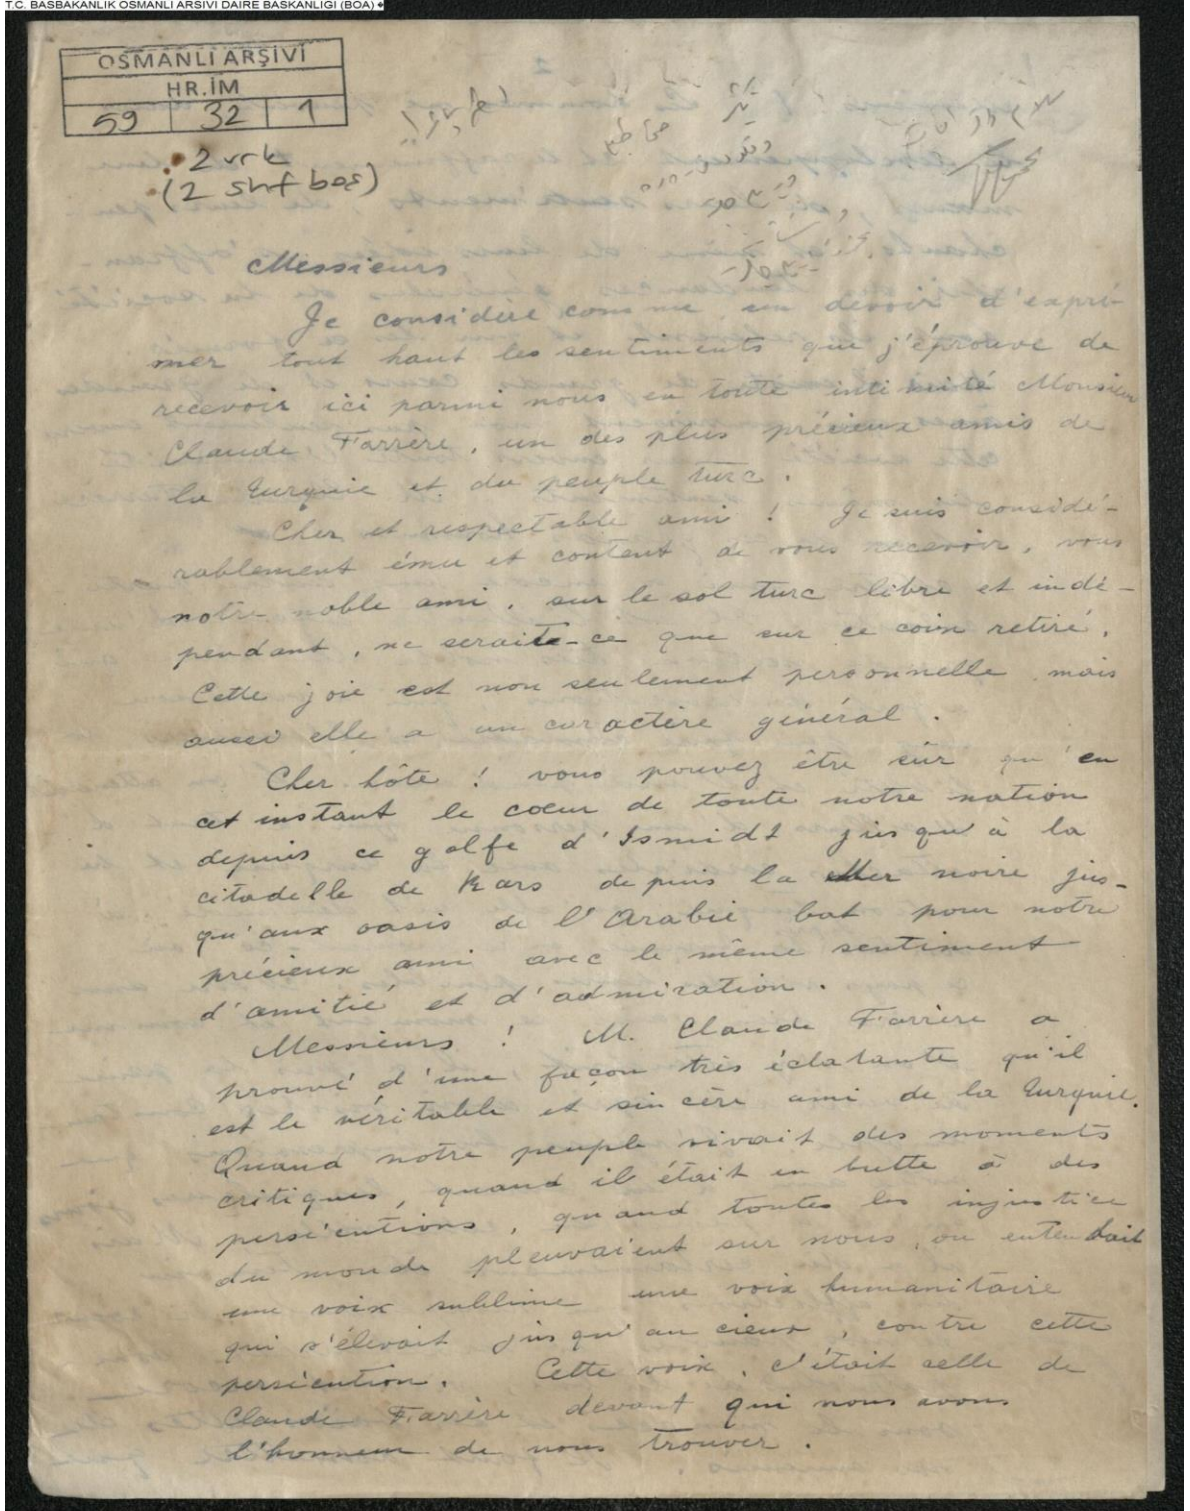 T.C. BASBAKANLIK OSMANLI ARSIVI DAIRE BASKANLIGI (BOA)
OSMANLI ARŞİVİ
HR.İM
59 32 1
2 vrk
(2 shf boş)
Messieurs
Je considère comme un devoir d'expri-
mer tout haut les sentiments que j'éprouve de
recevoir ici parmi nous en toute intimité Monsieur
Claude Farrère, un des plus précieux amis de
la Turquie et du peuple turc.
Cher et respectable ami ! Je suis considé-
rablement ému et content de vous recevoir, vous
notre noble ami, sur le sol turc libre et indé-
pendant, ne seraite-ce que sur ce coin retiré.
Cette joie est non seulement personnelle mais
aussi elle a un caractère général.
Cher hôte ! vous pouvez être sûr qu'en
cet instant le coeur de toute notre nation
depuis ce golfe d'Ismidt jusqu'à la
citadelle de Kars depuis la Mer noire jus-
qu'aux oasis de l'Arabie bat pour notre
précieux ami avec le même sentiment
d'amitié et d'admiration.
Messieurs ! M. Claude Farrère a
prouvé d'une façon très éclatante qu'il
est le véritable et sincère ami de la Turquie.
Quand notre peuple vivait des moments
critiques, quand il était en butte à des
persécutions, quand toutes les injustice
du monde pleuvaient sur nous, on entendait
une voix sublime une voix humanitaire
qui s'élevait jusqu'au cieux, contre cette
persécution. Cette voix, c'était celle de
Claude Farrère devant qui nous avons
l'honneur de nous trouver.